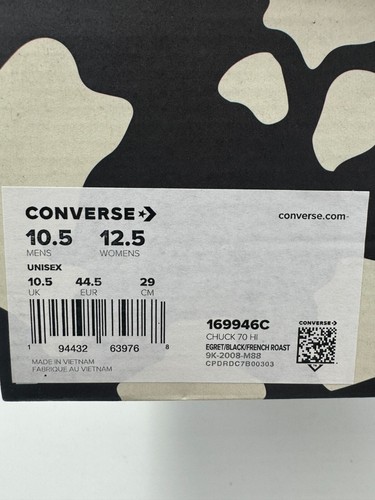 CONVERSE
converse.com
10.5 12.5
MENS WOMENS
UNISEX
10.5 44.5 29
UK EUR CM
1 94432 63976 8
169946C
CHUCK 70 HI
EGRET/BLACK/FRENCH ROAST
9K-2008-M88
CPDRDC7B00303
CONVERSE
MADE IN VIETNAM
FABRIQUE AU VIETNAM